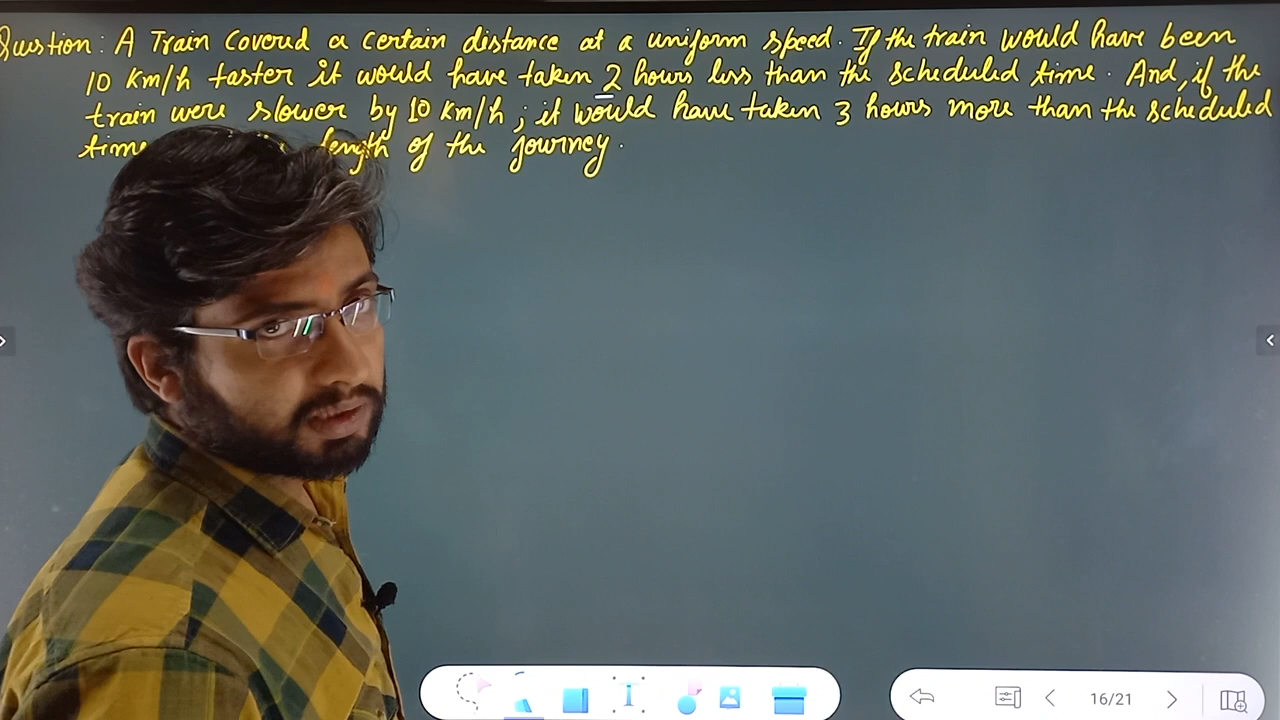 Question: A Train Covered a certain distance at a uniform speed. If the train would have been
10 Km/h faster it would have taken 2 hours less than the scheduled time. And, if the
train were slower by 10 Km/h; it would have taken 3 hours more than the scheduled
time length of the journey.
16/21